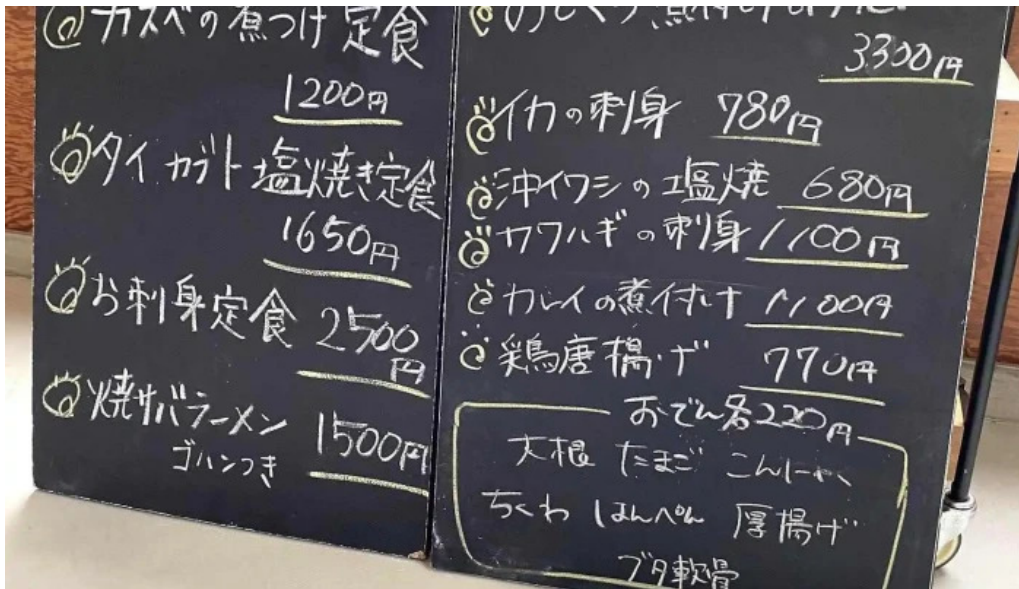 カスベの煮つけ定食
1200円
タイカブト塩焼き定食
1650円
お刺身定食 2500
円
焼サバラーメン
ゴハンつき 1500円
3300円
イカの刺身 780円
沖イワシの塩焼 680円
カワハギの刺身 1100円
カレイの煮付け 1100円
鶏唐揚げ 770円
おでん各220円
大根 たまご こんにゃく
ちくわ はんぺん 厚揚げ
ブタ軟骨